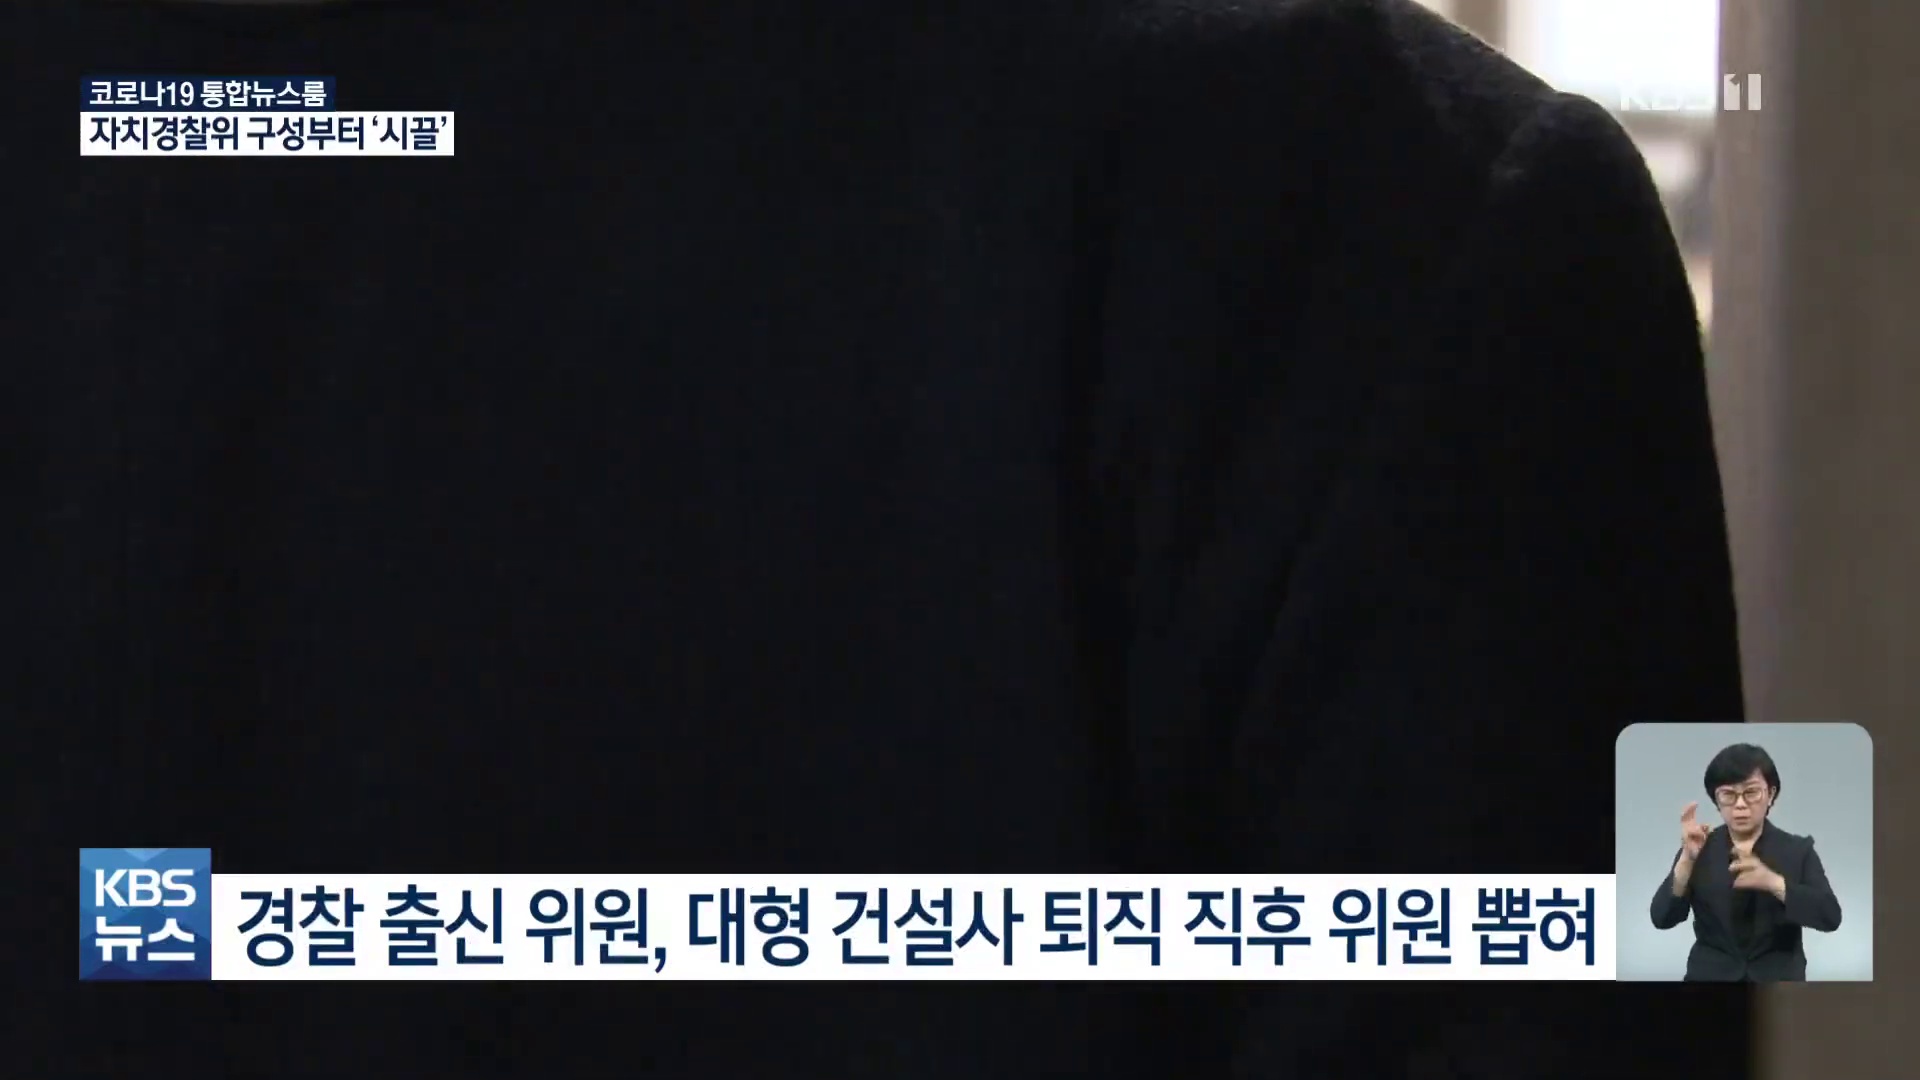 코로나19 통합뉴스룸
자치경찰위 구성부터 ‘시끌’
KBS 1
KBS 뉴스
경찰 출신 위원, 대형 건설사 퇴직 직후 위원 뽑혀